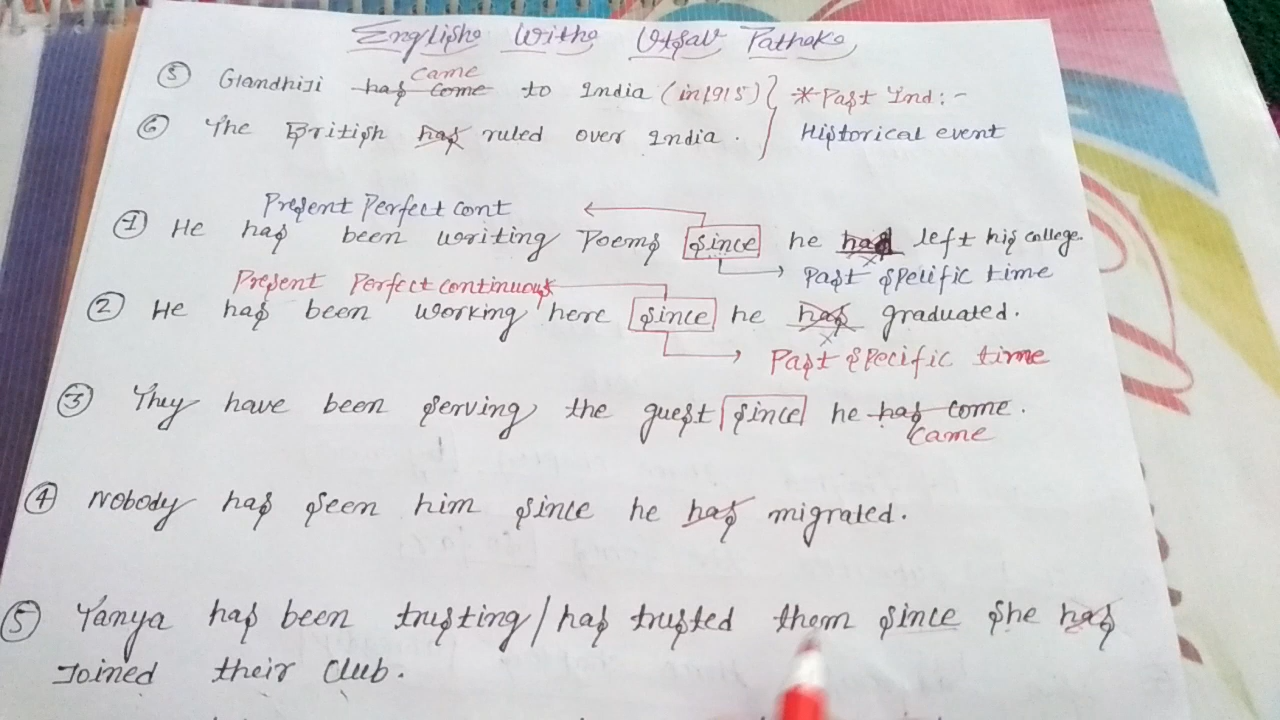 English With Utsav Pathak
⑤ Gandhiji has come came to India (in 1915) } * Past Ind:-
⑥ The British has ruled over India. Historical event
Present Perfect cont
① He has been writing Poems since he has left his college.
Past specific time
Present Perfect continuous
② He has been working here since he has graduated.
Past specific time
③ They have been serving the guest since he has come.
came
④ Nobody has seen him since he has migrated.
⑤ Tanya has been trusting/has trusted them since she has
Joined their club.